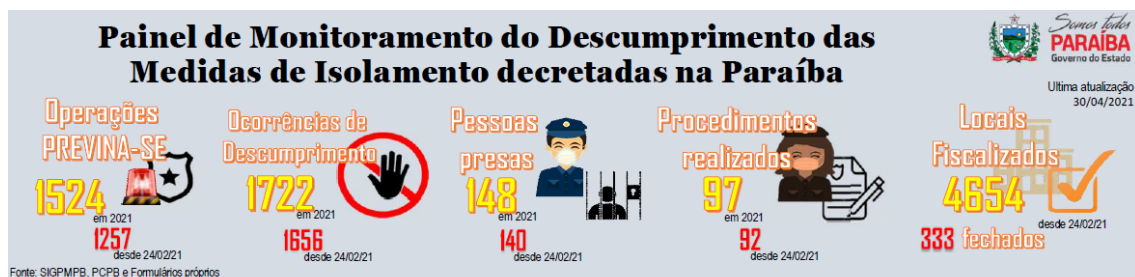 Painel de Monitoramento do Descumprimento das
Medidas de Isolamento decretadas na Paraíba
Somos todos
PARAÍBA
Governo do Estado
Ultima atualização
30/04/2021
Operações
PREVINA-SE
1524
em 2021
1257
desde 24/02/21
Ocorrências de
Descumprimento
1722
em 2021
1656
desde 24/02/21
Pessoas
presas
148
em 2021
140
desde 24/02/21
Procedimentos
realizados
97
em 2021
92
desde 24/02/21
Locais
Fiscalizados
4654
desde 24/02/21
333 fechados
Fonte: SIGPMPB, PCPB e Formulários próprios